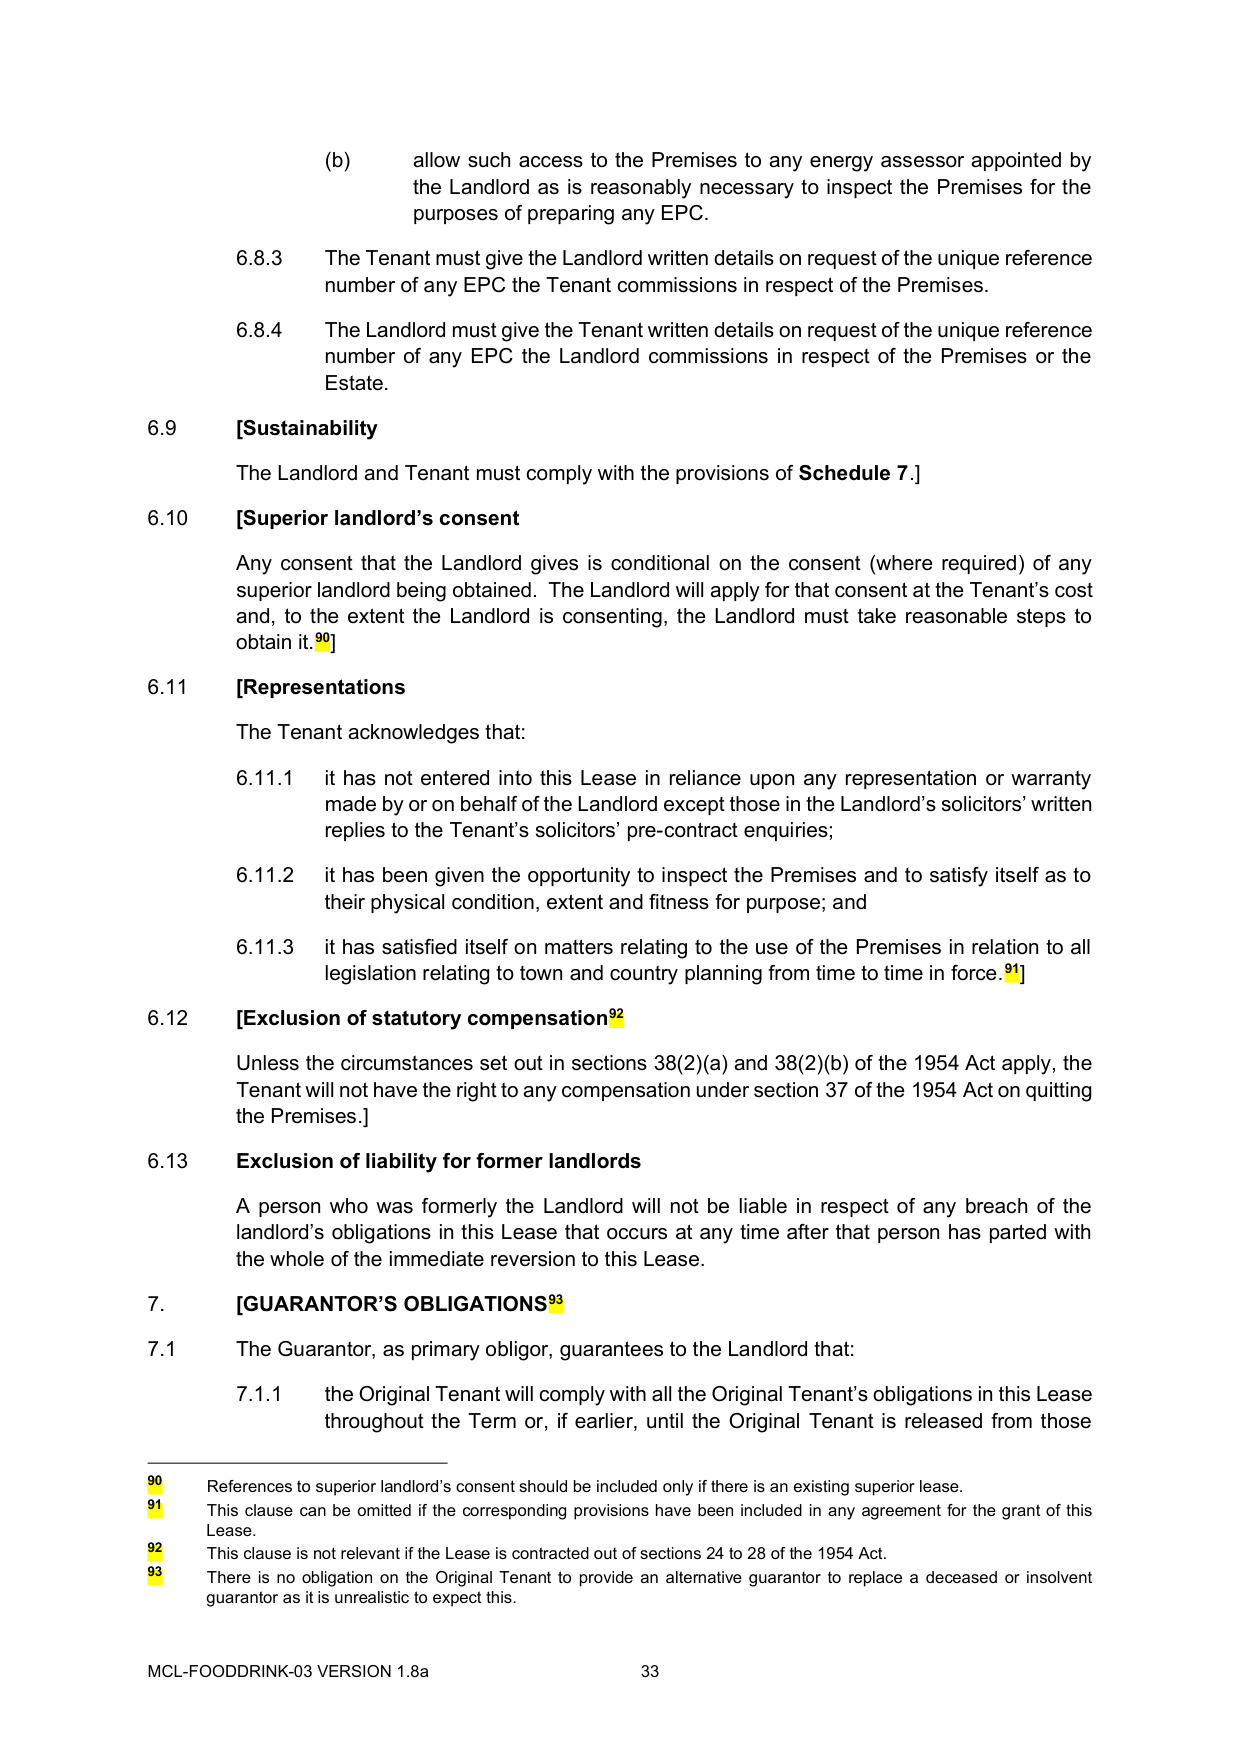 (b) allow such access to the Premises to any energy assessor appointed by
the Landlord as is reasonably necessary to inspect the Premises for the
purposes of preparing any EPC.
6.8.3 The Tenant must give the Landlord written details on request of the unique reference
number of any EPC the Tenant commissions in respect of the Premises.
6.8.4 The Landlord must give the Tenant written details on request of the unique reference
number of any EPC the Landlord commissions in respect of the Premises or the
Estate.
6.9 [Sustainability
The Landlord and Tenant must comply with the provisions of Schedule 7.]
6.10 [Superior landlord’s consent
Any consent that the Landlord gives is conditional on the consent (where required) of any
superior landlord being obtained.  The Landlord will apply for that consent at the Tenant’s cost
and, to the extent the Landlord is consenting, the Landlord must take reasonable steps to
obtain it.90]
6.11 [Representations
The Tenant acknowledges that:
6.11.1 it has not entered into this Lease in reliance upon any representation or warranty
made by or on behalf of the Landlord except those in the Landlord’s solicitors’ written
replies to the Tenant’s solicitors’ pre-contract enquiries;
6.11.2 it has been given the opportunity to inspect the Premises and to satisfy itself as to
their physical condition, extent and fitness for purpose; and
6.11.3 it has satisfied itself on matters relating to the use of the Premises in relation to all
legislation relating to town and country planning from time to time in force.91]
6.12 [Exclusion of statutory compensation92
Unless the circumstances set out in sections 38(2)(a) and 38(2)(b) of the 1954 Act apply, the
Tenant will not have the right to any compensation under section 37 of the 1954 Act on quitting
the Premises.]
6.13 Exclusion of liability for former landlords
A person who was formerly the Landlord will not be liable in respect of any breach of the
landlord’s obligations in this Lease that occurs at any time after that person has parted with
the whole of the immediate reversion to this Lease.
7. [GUARANTOR’S OBLIGATIONS93
7.1 The Guarantor, as primary obligor, guarantees to the Landlord that:
7.1.1 the Original Tenant will comply with all the Original Tenant’s obligations in this Lease
throughout the Term or, if earlier, until the Original Tenant is released from those
90 References to superior landlord’s consent should be included only if there is an existing superior lease.
91 This clause can be omitted if the corresponding provisions have been included in any agreement for the grant of this
Lease.
92 This clause is not relevant if the Lease is contracted out of sections 24 to 28 of the 1954 Act.
93 There is no obligation on the Original Tenant to provide an alternative guarantor to replace a deceased or insolvent
guarantor as it is unrealistic to expect this.
MCL-FOODDRINK-03 VERSION 1.8a 33